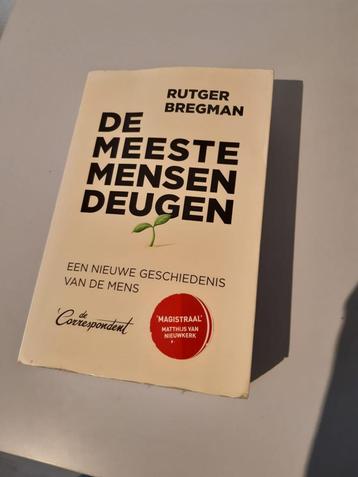 RUTGER
BREGMAN
DE
MEESTE
MENSEN
DEUGEN
EEN NIEUWE GESCHIEDENIS
VAN DE MENS
de
Correspondent
'MAGISTRAAL'
MATTHIJS VAN
NIEUWKERK